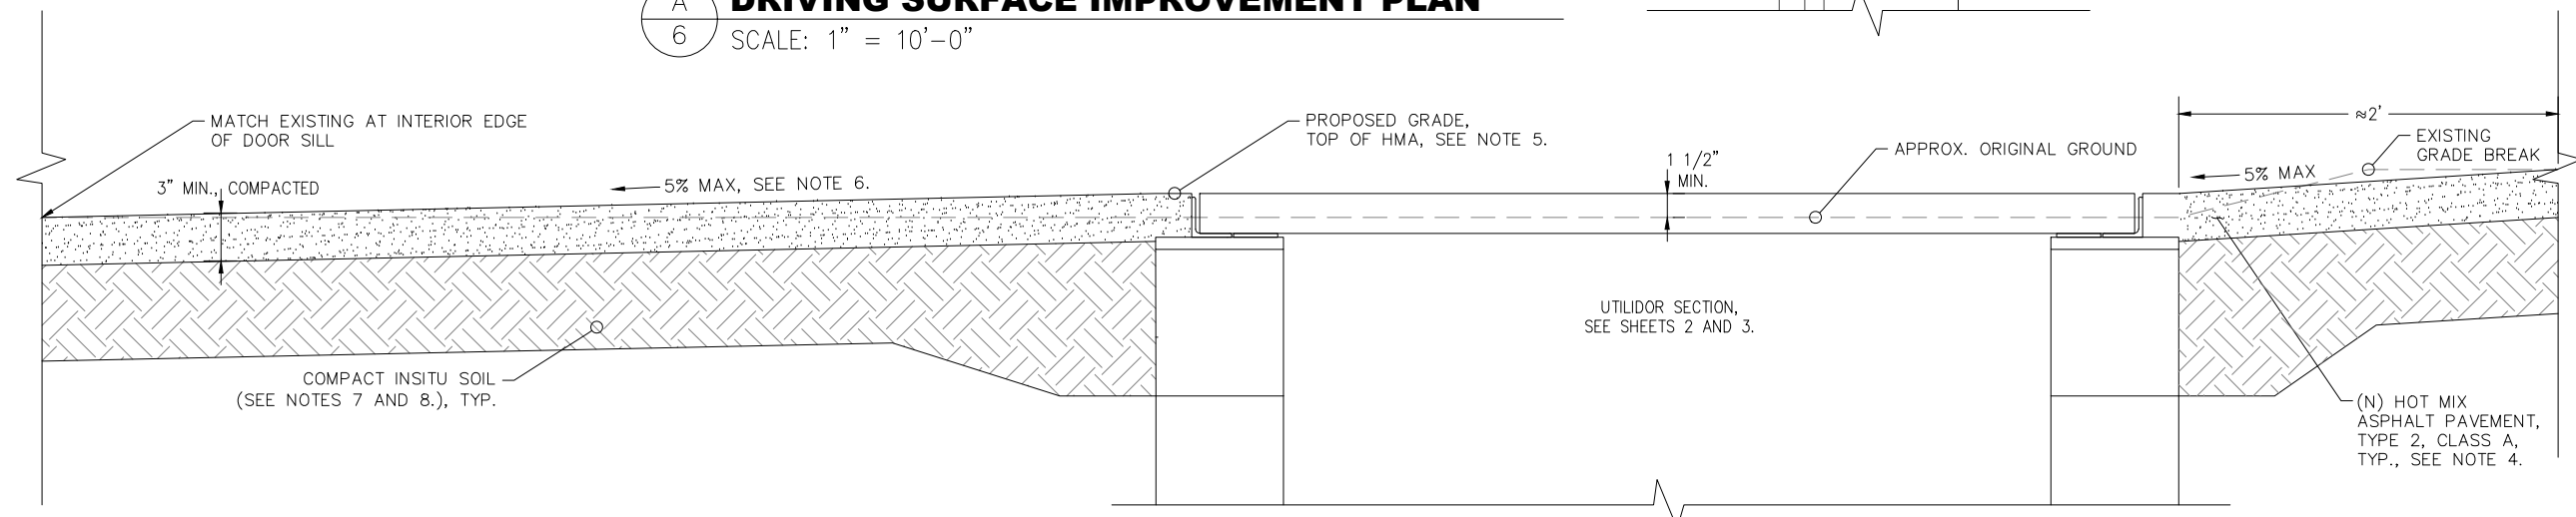 A
6
DRIVING SURFACE IMPROVEMENT PLAN
SCALE: 1" = 10'-0"
MATCH EXISTING AT INTERIOR EDGE
OF DOOR SILL
3" MIN., COMPACTED
5% MAX, SEE NOTE 6.
PROPOSED GRADE,
TOP OF HMA, SEE NOTE 5.
1 1/2"
MIN.
APPROX. ORIGINAL GROUND
≈2'
EXISTING
GRADE BREAK
5% MAX
UTILIDOR SECTION,
SEE SHEETS 2 AND 3.
COMPACT INSITU SOIL
(SEE NOTES 7 AND 8.), TYP.
(N) HOT MIX
ASPHALT PAVEMENT,
TYPE 2, CLASS A,
TYP., SEE NOTE 4.